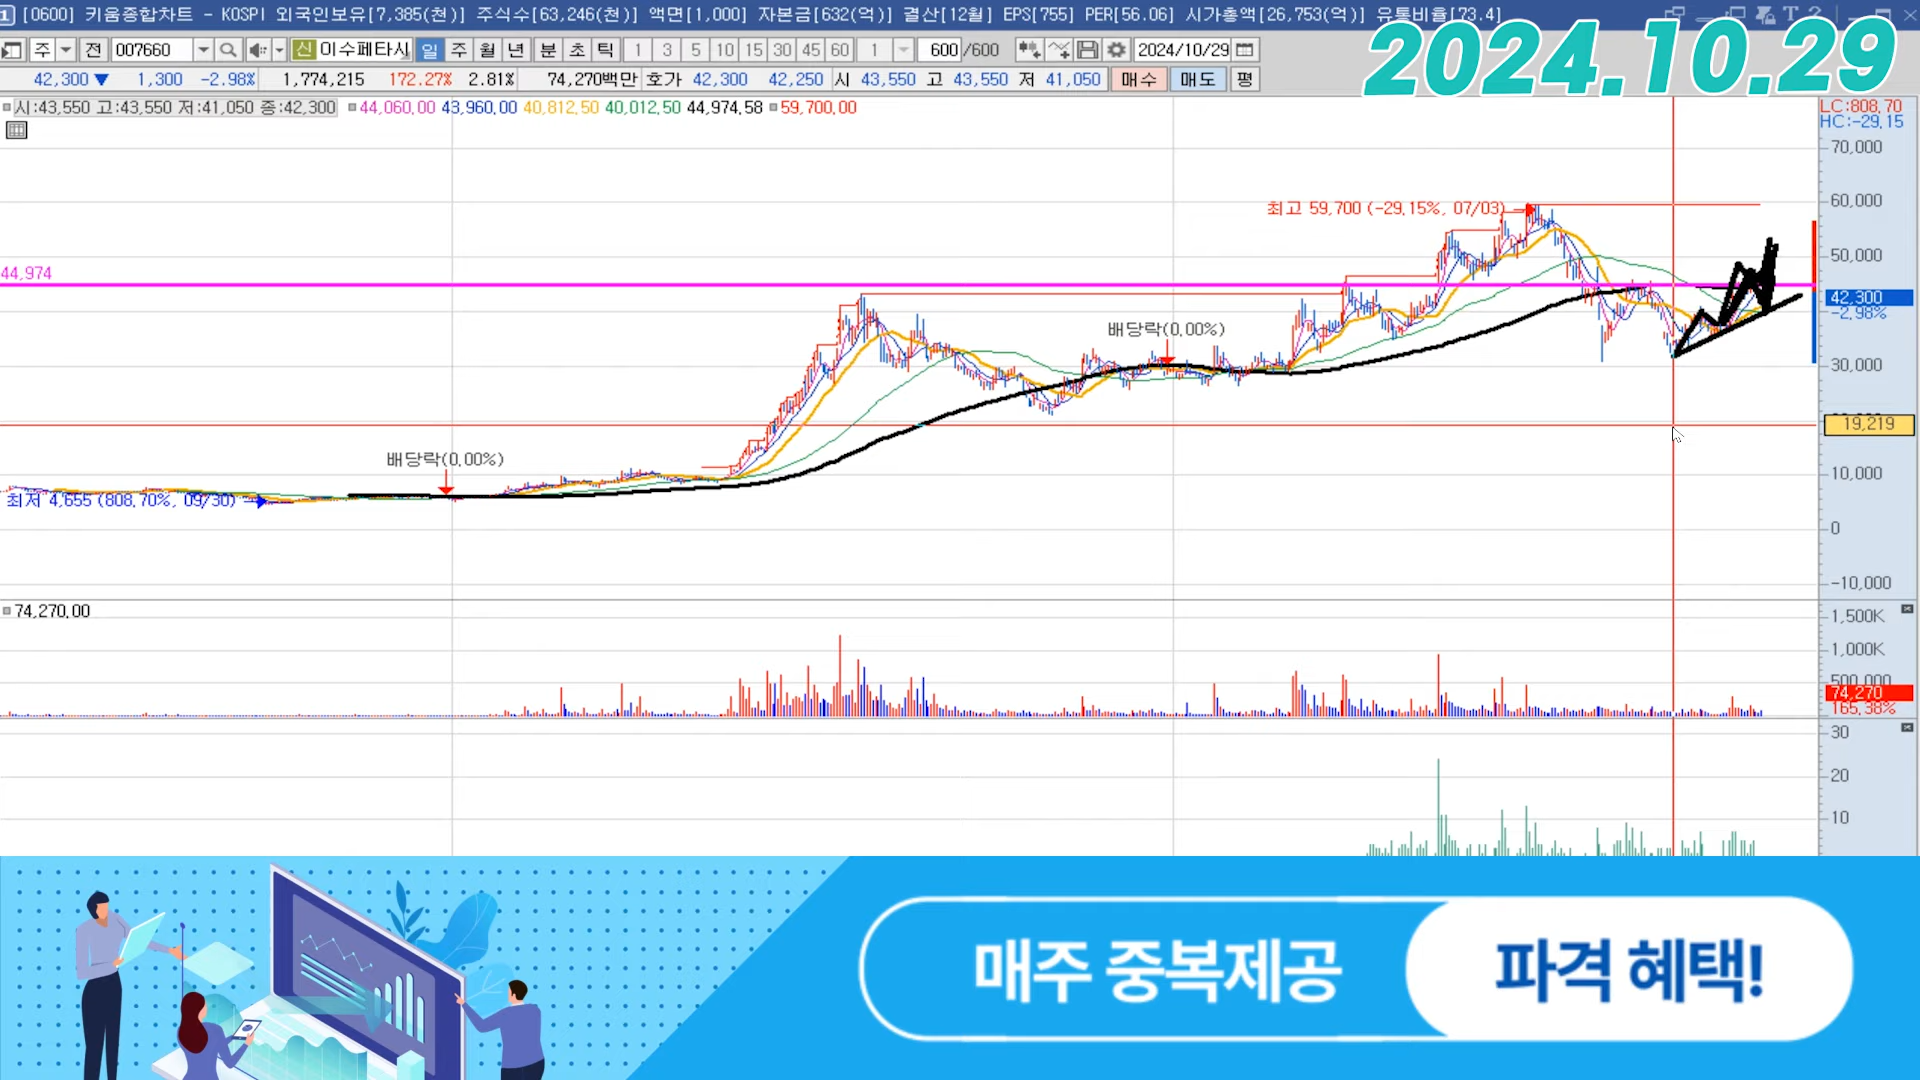 [0600] 키움종합차트 - KOSPI 외국인보유[7,385(천)] 주식수[63,246(천)] 액면[1,000] 자본금[632(억)] 결산[12월] EPS[755] PER[56.06] 시가총액[26,753(억)] 유통비율[73.4]
2024.10.29
주 전 007660 신 이수페타시 일 주 월 년 분 초 틱 1 3 5 10 15 30 45 60 1 600 /600 2024/10/29
42,300 ▼ 1,300 -2.98% 1,774,215 172.27% 2.81% 74,270백만 호가 42,300 42,250 시 43,550 고 43,550 저 41,050 매수 매도 평
시:43,550 고:43,550 저:41,050 종:42,300 44,060.00 43,960.00 40,812.50 40,012.50 44,974.58 59,700.00
LC:808.70
HC:-29.15
70,000
최고 59,700 (-29.15%, 07/03)
60,000
50,000
44,974
42,300
-2.98%
배당락(0.00%)
30,000
19,219
배당락(0.00%)
10,000
최저 4,655 (808.70%, 09/30)
0
-10,000
74,270.00
1,500K
1,000K
500,000
74,270
165.38%
30
20
10
매주 중복제공
파격 혜택!